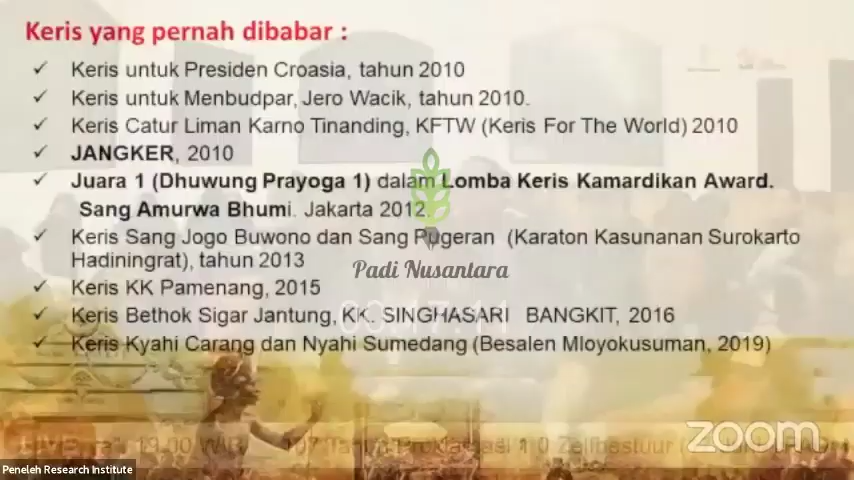 Keris yang pernah dibabar :
✓ Keris untuk Presiden Croasia, tahun 2010
✓ Keris untuk Menbudpar, Jero Wacik, tahun 2010.
✓ Keris Catur Liman Karno Tinanding, KFTW (Keris For The World) 2010
✓ JANGKER, 2010
✓ Juara 1 (Dhuwung Prayoga 1) dalam Lomba Keris Kamardikan Award.
Sang Amurwa Bhumi. Jakarta 2012.
✓ Keris Sang Jogo Buwono dan Sang Pugeran (Karaton Kasunanan Surokarto
Hadiningrat), tahun 2013
Padi Nusantara
✓ Keris KK Pamenang, 2015
✓ Keris Bethok Sigar Jantung, KK. SINGHASARI BANGKIT, 2016
✓ Keris Kyahi Carang dan Nyahi Sumedang (Besalen Mloyokusuman, 2019)
zoom
Peneleh Research Institute